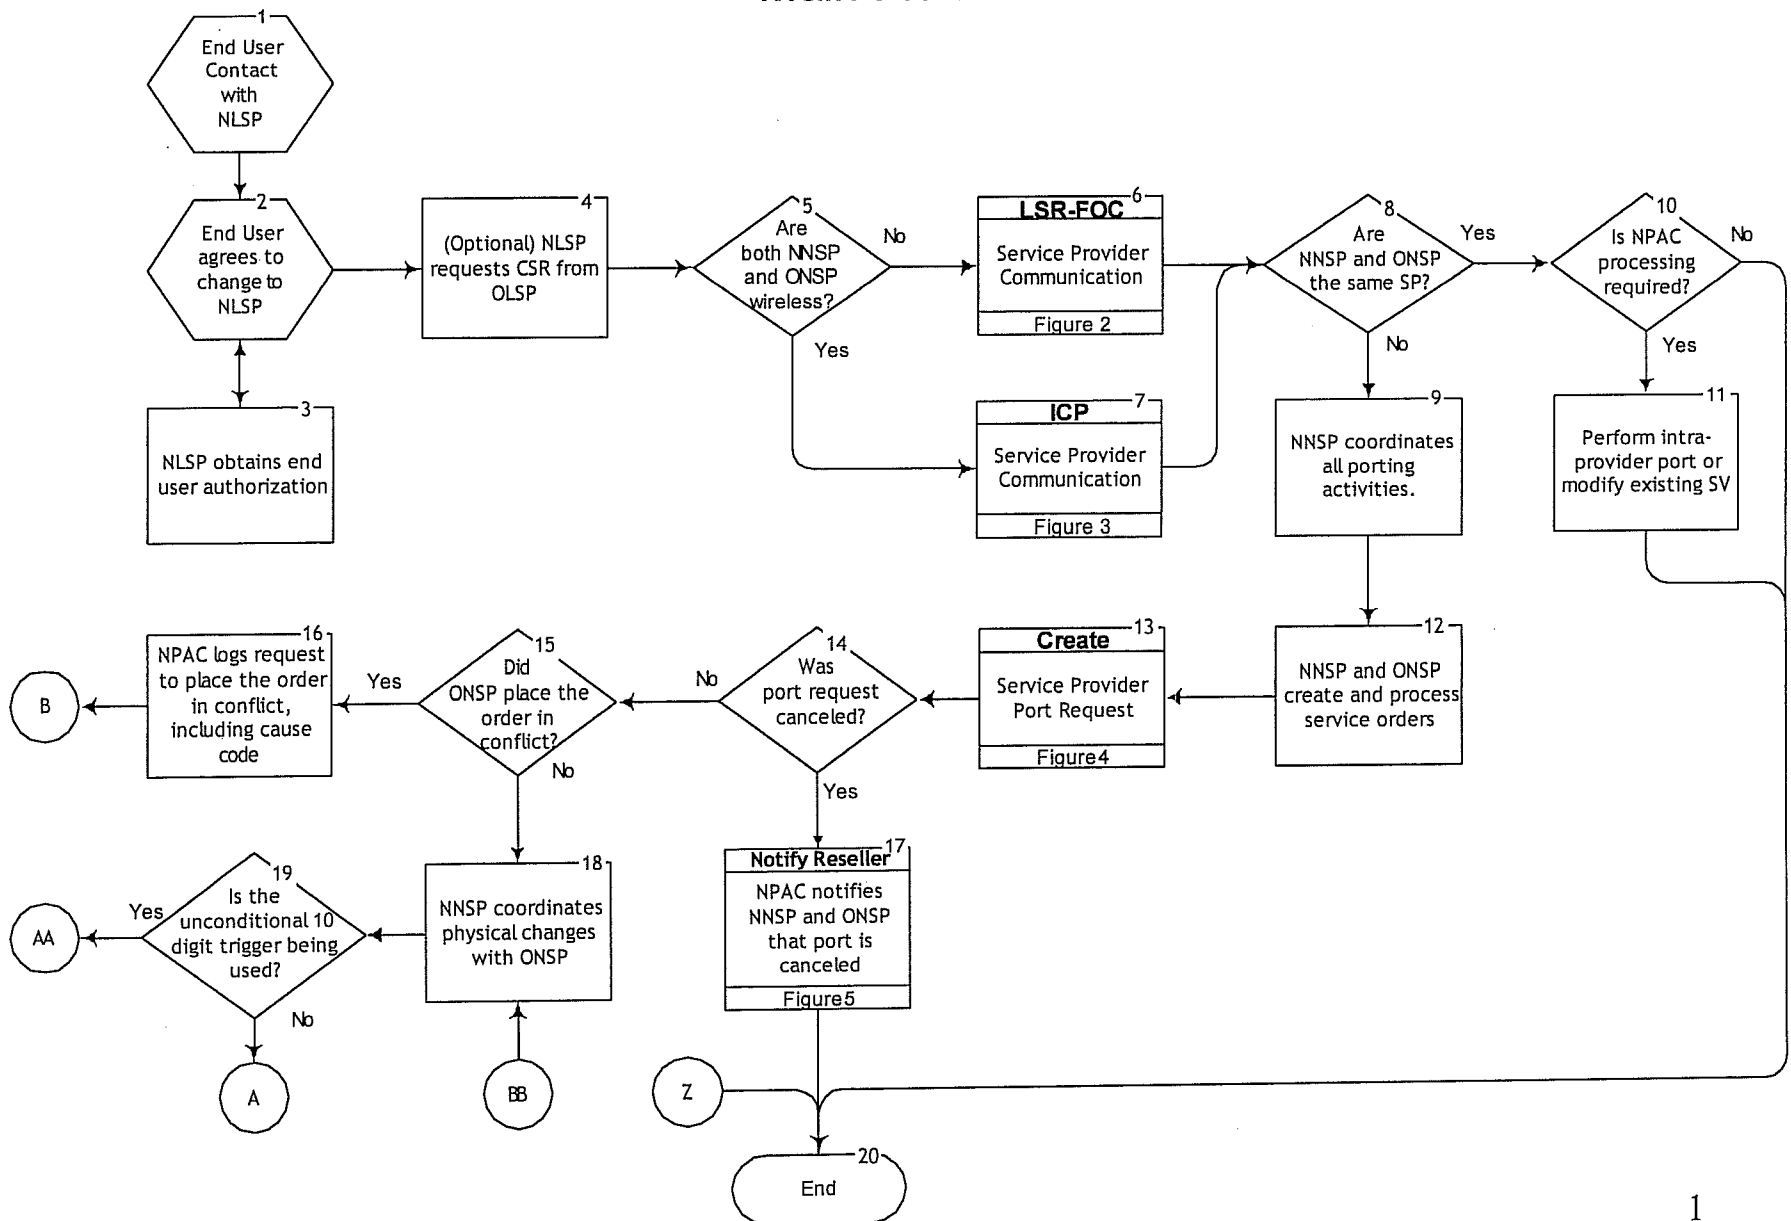 1
End User
Contact
with
NLSP
2
End User
agrees to
change to
NLSP
3
NLSP obtains end
user authorization
4
(Optional) NLSP
requests CSR from
OLSP
5
Are
both NNSP
and ONSP
wireless?
No
Yes
6
LSR-FOC
Service Provider
Communication
Figure 2
7
ICP
Service Provider
Communication
Figure 3
8
Are
NNSP and ONSP
the same SP?
Yes
No
9
NNSP coordinates
all porting
activities.
10
Is NPAC
processing
required?
No
Yes
11
Perform intra-
provider port or
modify existing SV
12
NNSP and ONSP
create and process
service orders
13
Create
Service Provider
Port Request
Figure4
14
Was
port request
canceled?
No
Yes
15
Did
ONSP place the
order in
conflict?
Yes
No
16
NPAC logs request
to place the order
in conflict,
including cause
code
B
17
Notify Reseller
NPAC notifies
NNSP and ONSP
that port is
canceled
Figure5
18
NNSP coordinates
physical changes
with ONSP
19
Is the
unconditional 10
digit trigger being
used?
Yes
No
AA
A
BB
Z
20
End
1